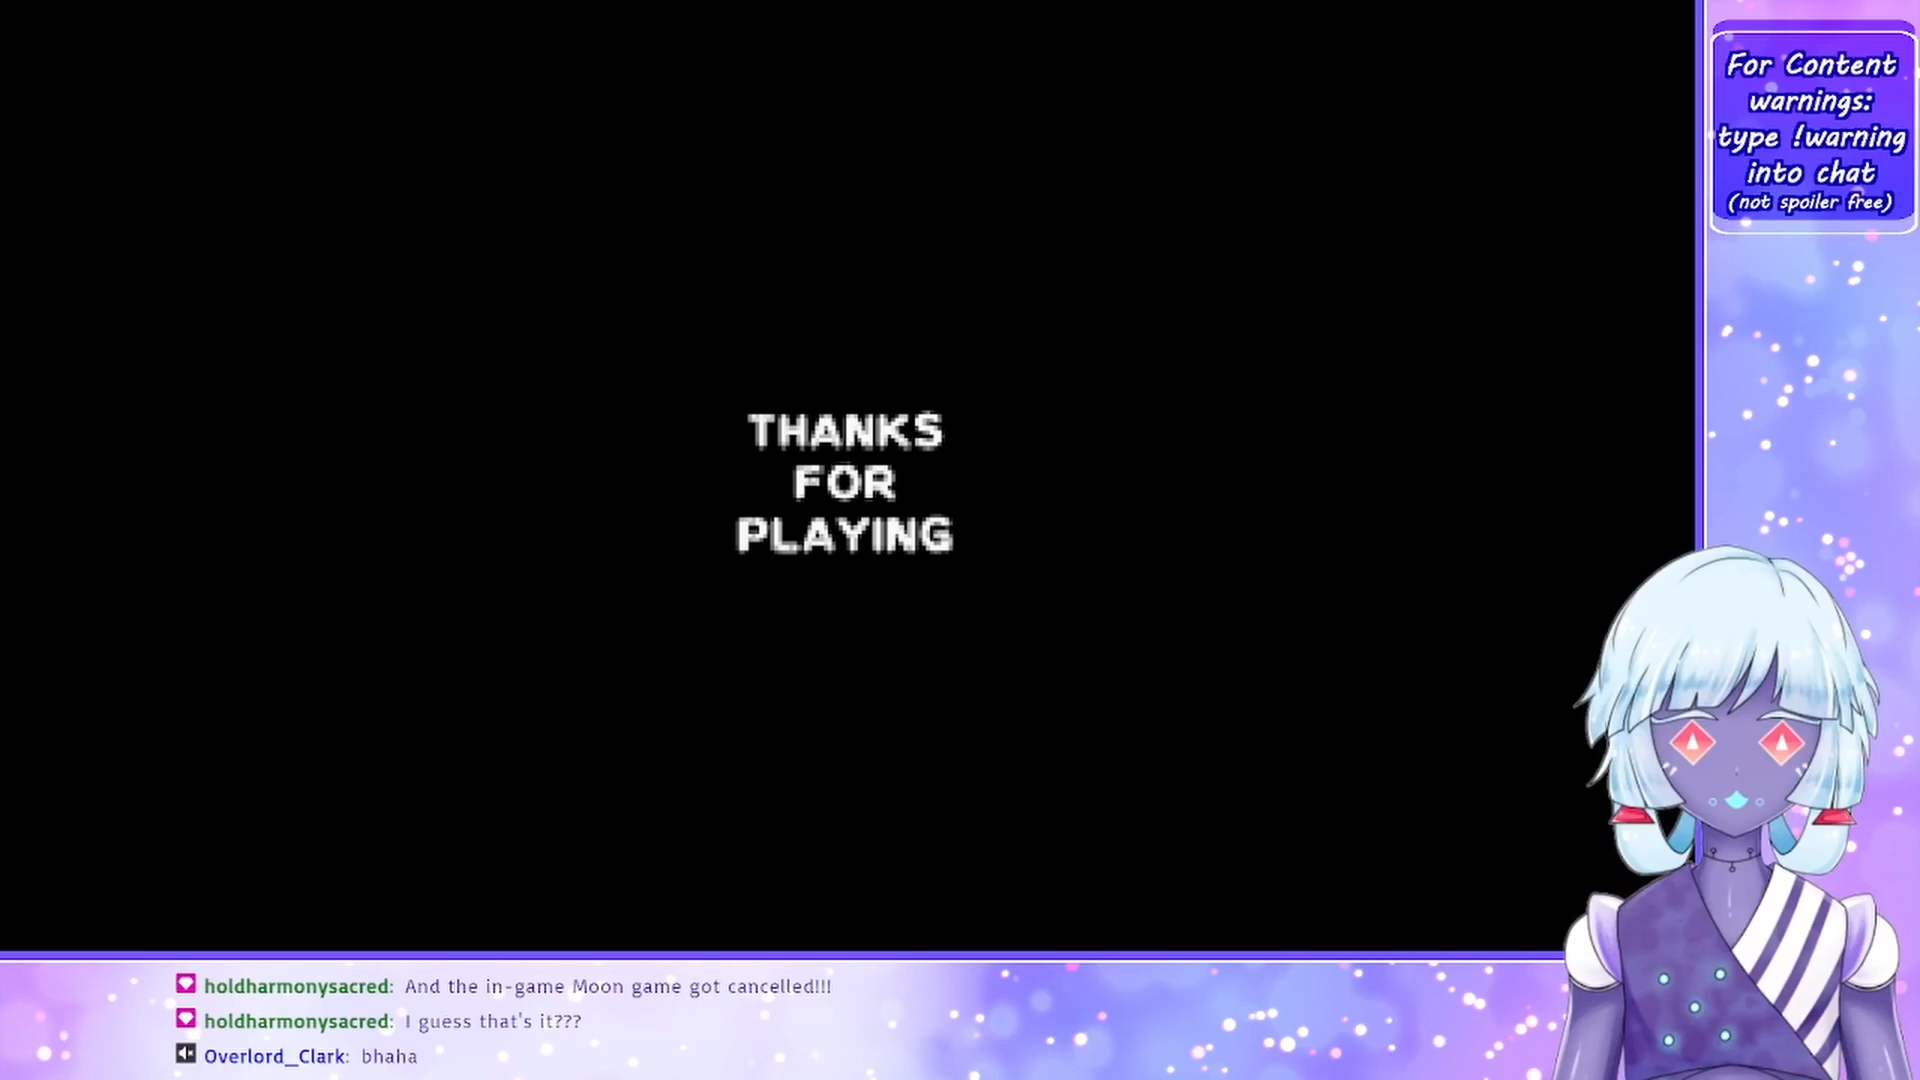 For Content
warnings:
type !warning
into chat
(not spoiler free)
THANKS
FOR
PLAYING
holdharmonysacred: And the in-game Moon game got cancelled!!!
holdharmonysacred: I guess that's it???
Overlord__Clark: bhaha